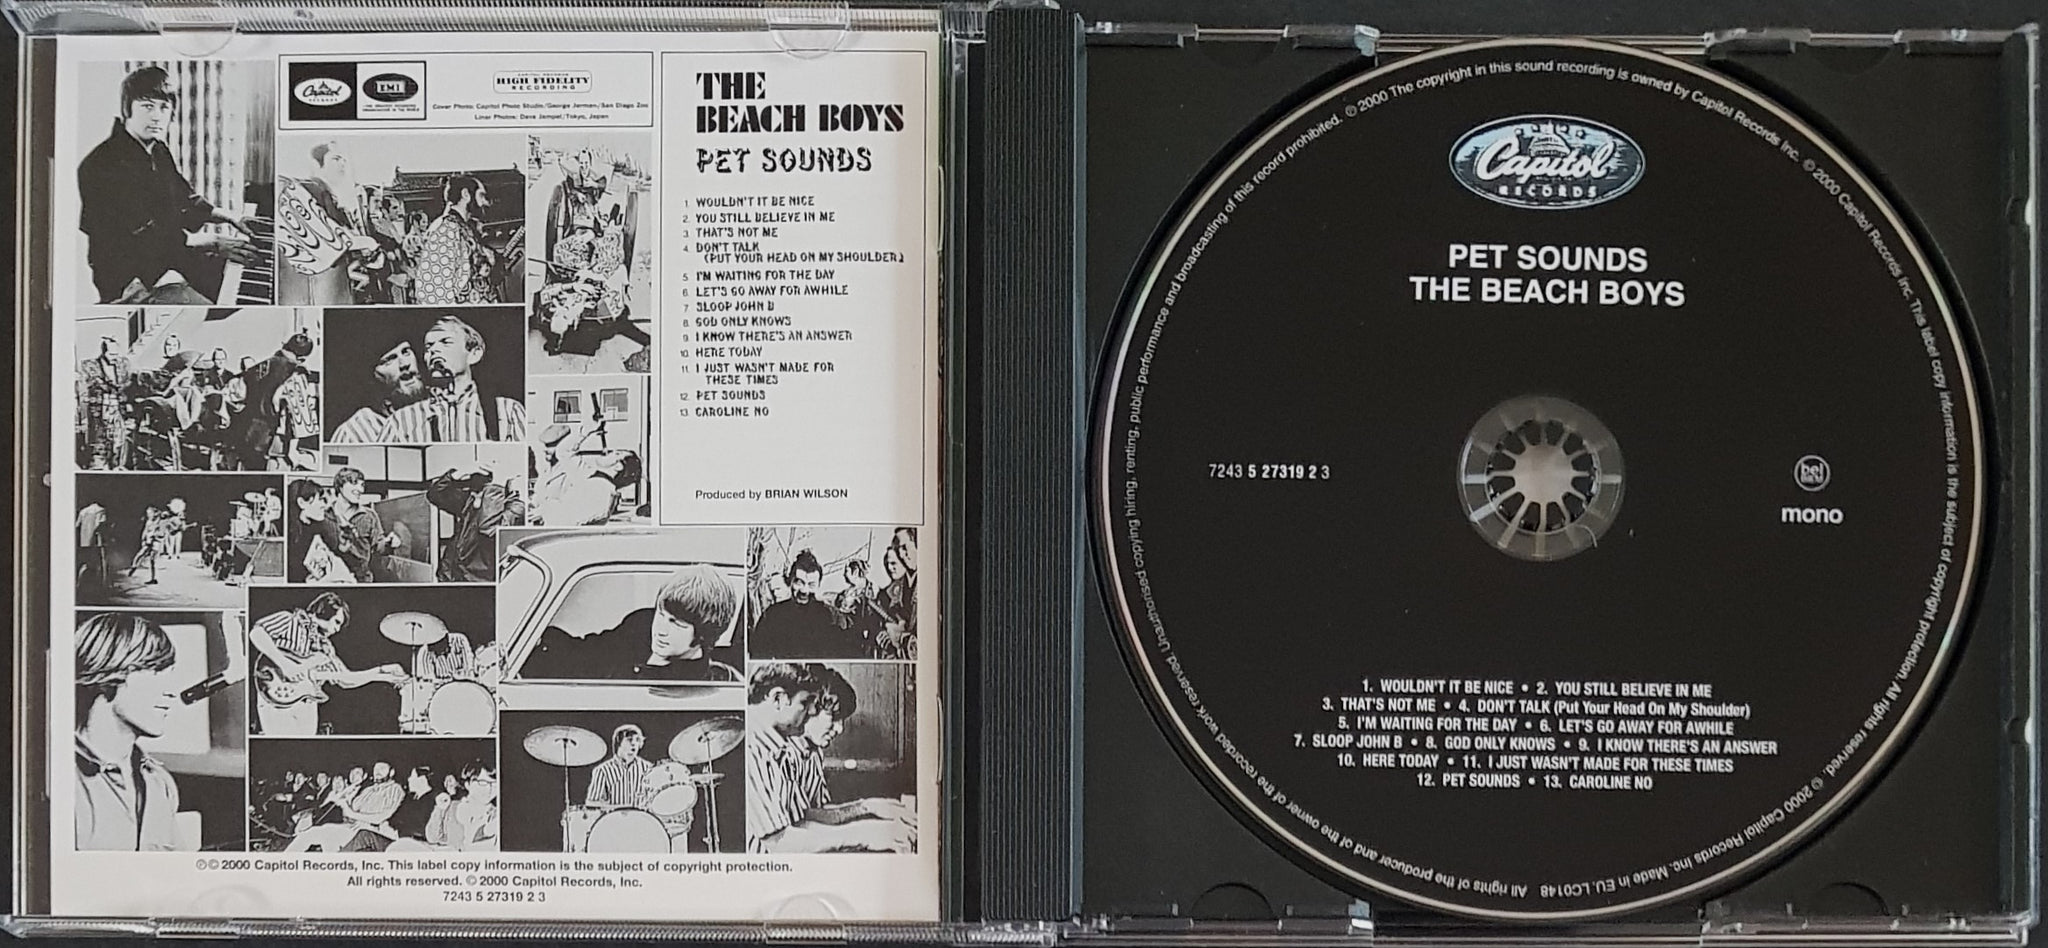 Capitol
RECORDS
EMI
CAPITOL RECORDS
HIGH FIDELITY
RECORDING
Cover Photo: Capitol Photo Studio/George Jerman/San Diego Zoo
Liner Photos: Dave Jampel/Tokyo, Japan
THE
BEACH BOYS
PET SOUNDS
1. WOULDN'T IT BE NICE
2. YOU STILL BELIEVE IN ME
3. THAT'S NOT ME
4. DON'T TALK
(PUT YOUR HEAD ON MY SHOULDER)
5. I'M WAITING FOR THE DAY
6. LET'S GO AWAY FOR AWHILE
7. SLOOP JOHN B
8. GOD ONLY KNOWS
9. I KNOW THERE'S AN ANSWER
10. HERE TODAY
11. I JUST WASN'T MADE FOR
THESE TIMES
12. PET SOUNDS
13. CAROLINE NO
Produced by BRIAN WILSON
℗© 2000 Capitol Records, Inc. This label copy information is the subject of copyright protection.
All rights reserved. © 2000 Capitol Records, Inc.
7243 5 27319 2 3
℗ 2000 The copyright in this sound recording is owned by Capitol Records Inc. © 2000 Capitol Records Inc. This label copy information is the subject of copyright protection. All rights reserved. © 2000 Capitol Records Inc. Made in EU. LC0148
All rights of the producer and of the owner of the recorded work reserved. Unauthorised copying hiring, renting, public performance and broadcasting of this record prohibited.
Capitol
RECORDS
PET SOUNDS
THE BEACH BOYS
7243 5 27319 2 3
bel
BIEM
mono
1. WOULDN'T IT BE NICE • 2. YOU STILL BELIEVE IN ME
3. THAT'S NOT ME • 4. DON'T TALK (Put Your Head On My Shoulder)
5. I'M WAITING FOR THE DAY • 6. LET'S GO AWAY FOR AWHILE
7. SLOOP JOHN B • 8. GOD ONLY KNOWS • 9. I KNOW THERE'S AN ANSWER
10. HERE TODAY • 11. I JUST WASN'T MADE FOR THESE TIMES
12. PET SOUNDS • 13. CAROLINE NO